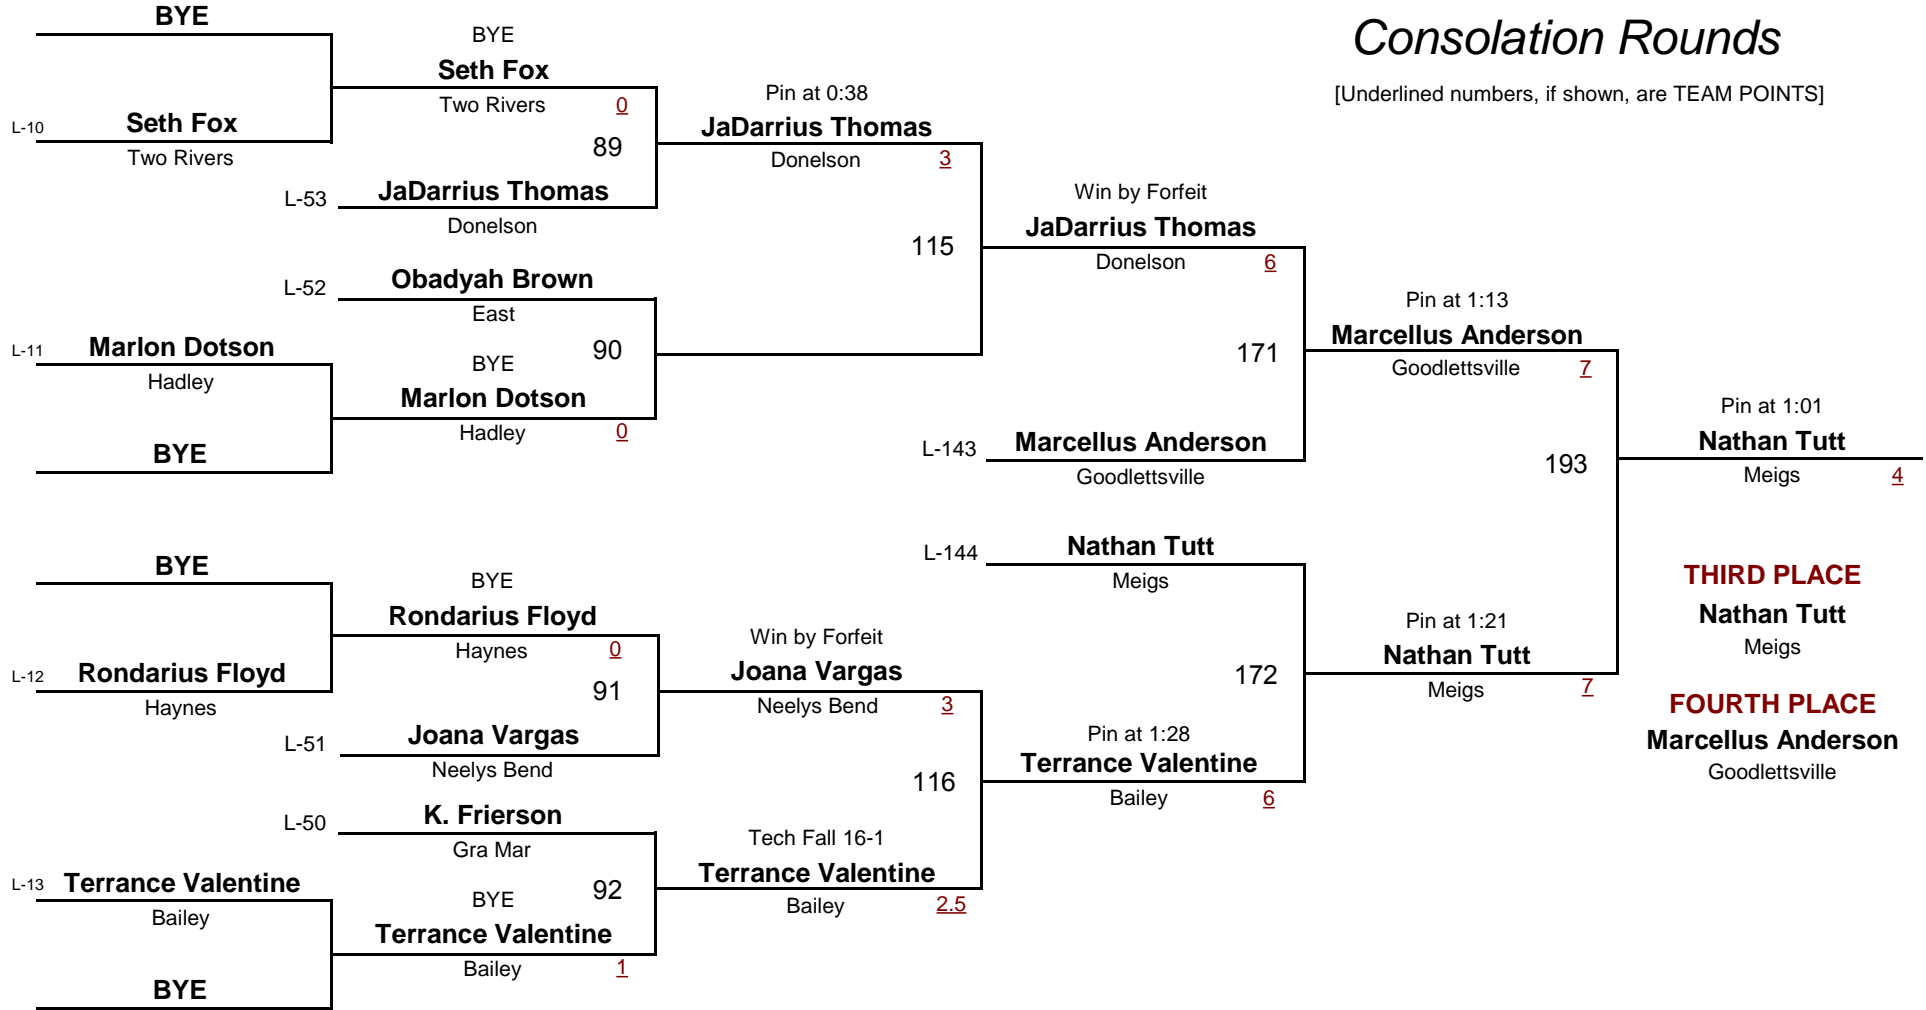 Consolation Rounds
[Underlined numbers, if shown, are TEAM POINTS]
BYE
L-10 Seth Fox
Two Rivers
BYE
Seth Fox
Two Rivers 0
89
L-53 JaDarrius Thomas
Donelson
L-52 Obadyah Brown
East
90
L-11 Marlon Dotson
Hadley
BYE
BYE
Marlon Dotson
Hadley 0
Pin at 0:38
JaDarrius Thomas
Donelson 3
115
Win by Forfeit
JaDarrius Thomas
Donelson 6
171
L-143 Marcellus Anderson
Goodlettsville
Pin at 1:13
Marcellus Anderson
Goodlettsville 7
193
Pin at 1:01
Nathan Tutt
Meigs 4
BYE
L-12 Rondarius Floyd
Haynes
BYE
Rondarius Floyd
Haynes 0
91
L-51 Joana Vargas
Neelys Bend
L-50 K. Frierson
Gra Mar
92
L-13 Terrance Valentine
Bailey
BYE
BYE
Terrance Valentine
Bailey 1
Win by Forfeit
Joana Vargas
Neelys Bend 3
116
Tech Fall 16-1
Terrance Valentine
Bailey 2.5
L-144 Nathan Tutt
Meigs
172
Pin at 1:28
Terrance Valentine
Bailey 6
Pin at 1:21
Nathan Tutt
Meigs 7
THIRD PLACE
Nathan Tutt
Meigs
FOURTH PLACE
Marcellus Anderson
Goodlettsville